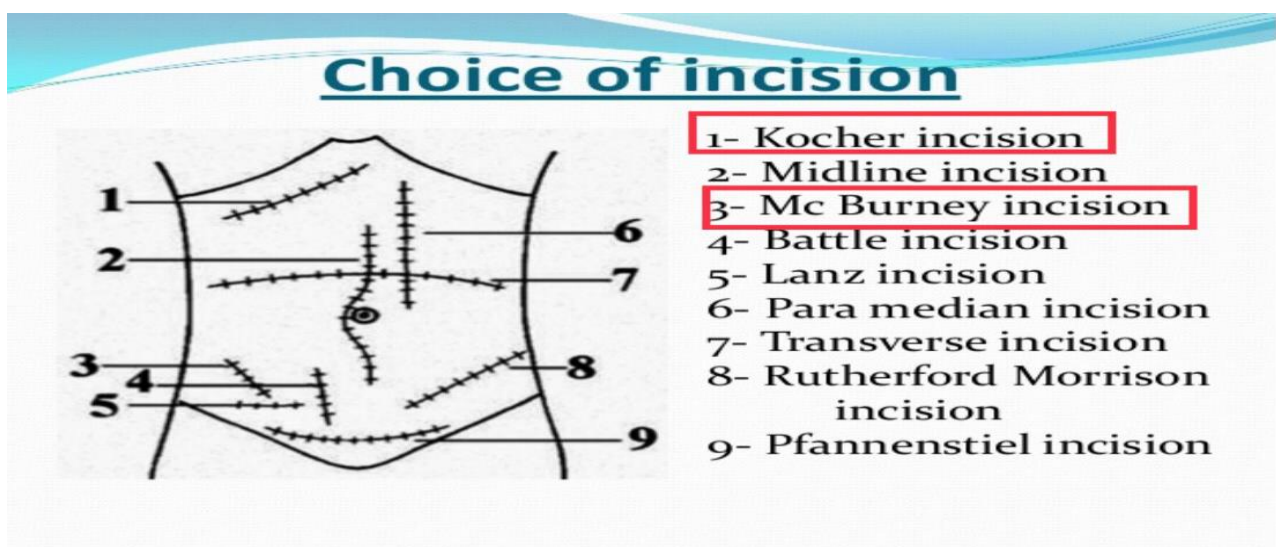 Choice of incision
1
2
3
4
5
6
7
8
9
1- Kocher incision
2- Midline incision
3- Mc Burney incision
4- Battle incision
5- Lanz incision
6- Para median incision
7- Transverse incision
8- Rutherford Morrison
incision
9- Pfannenstiel incision